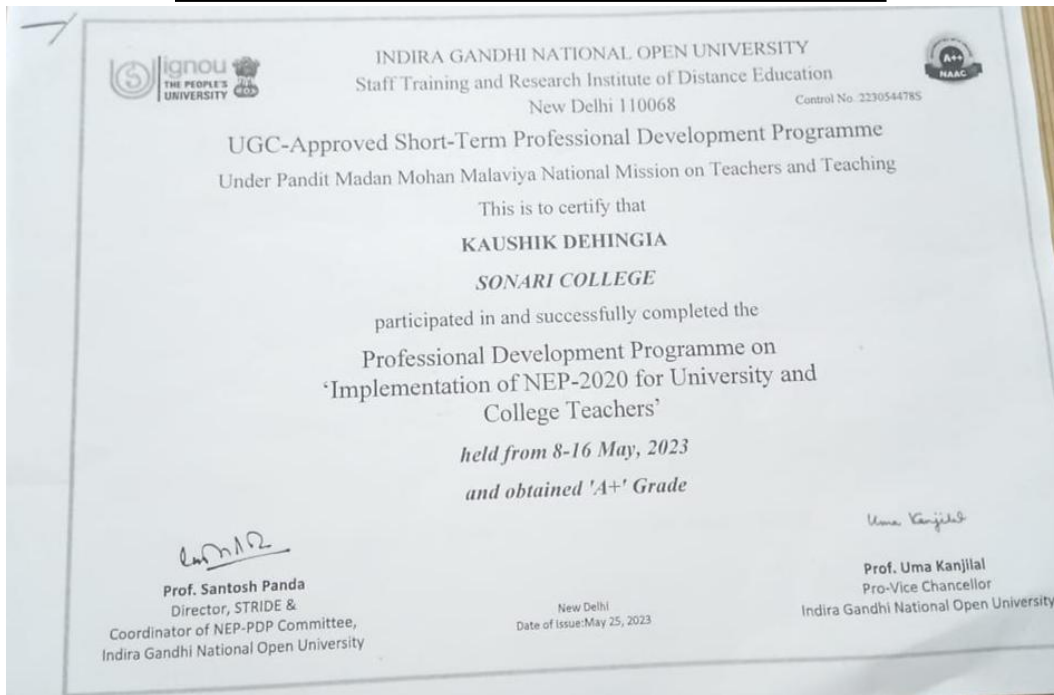 ignou
THE PEOPLE'S
UNIVERSITY
INDIRA GANDHI NATIONAL OPEN UNIVERSITY
Staff Training and Research Institute of Distance Education
New Delhi 110068
A++
NAAC
Control No. 223054478S
UGC-Approved Short-Term Professional Development Programme
Under Pandit Madan Mohan Malaviya National Mission on Teachers and Teaching
This is to certify that
KAUSHIK DEHINGIA
SONARI COLLEGE
participated in and successfully completed the
Professional Development Programme on
‘Implementation of NEP-2020 for University and
College Teachers’
held from 8-16 May, 2023
and obtained 'A+' Grade
Prof. Santosh Panda
Director, STRIDE &
Coordinator of NEP-PDP Committee,
Indira Gandhi National Open University
New Delhi
Date of Issue:May 25, 2023
Uma Kanjilal
Prof. Uma Kanjilal
Pro-Vice Chancellor
Indira Gandhi National Open University